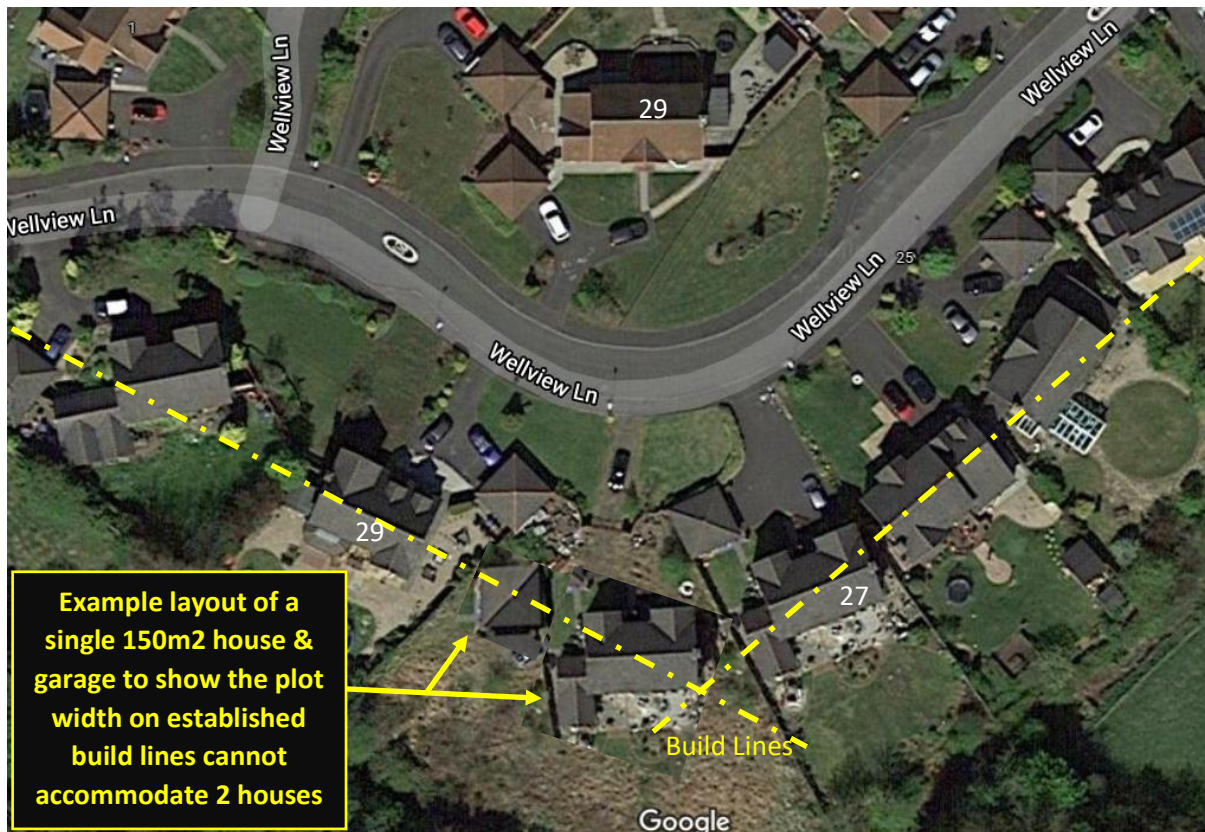 1
Wellview Ln
29
Wellview Ln
Wellview Ln
25
Wellview Ln
Wellview Ln
29
27
Example layout of a
single 150m2 house &
garage to show the plot
width on established
build lines cannot
accommodate 2 houses
Build Lines
Google